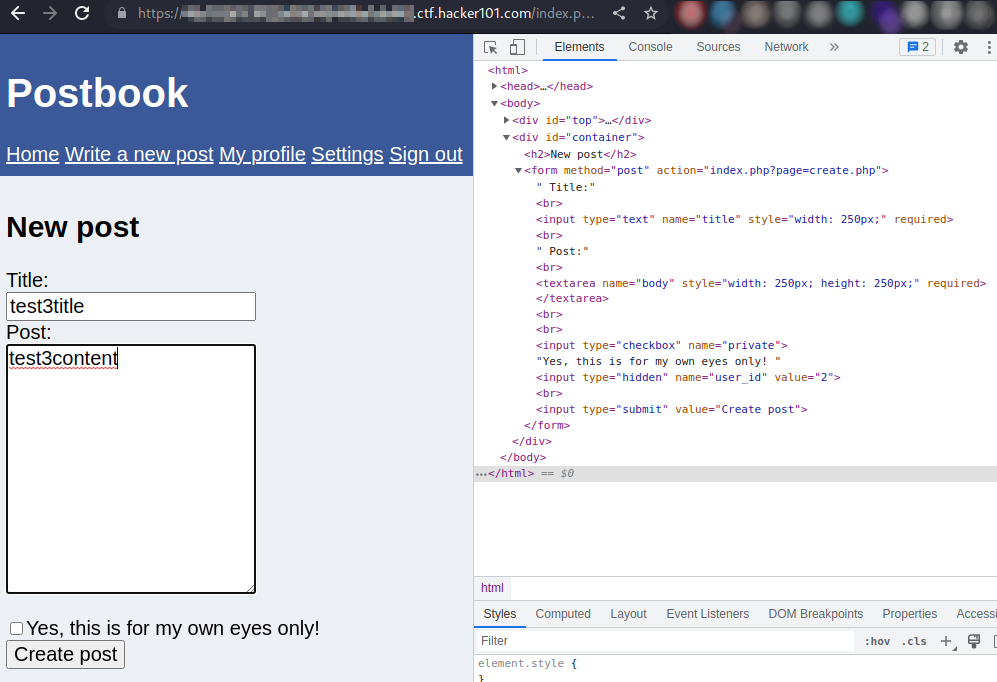 https://
.ctf.hacker101.com/index.p...
Postbook
Home Write a new post My profile Settings Sign out
New post
Title:
test3title
Post:
test3content
Yes, this is for my own eyes only!
Create post
Elements Console Sources Network » 2
<html>
<head>…</head>
<body>
<div id="top">…</div>
<div id="container">
<h2>New post</h2>
<form method="post" action="index.php?page=create.php">
" Title:"
<br>
<input type="text" name="title" style="width: 250px;" required>
<br>
" Post:"
<br>
<textarea name="body" style="width: 250px; height: 250px;" required>
</textarea>
<br>
<br>
<input type="checkbox" name="private">
"Yes, this is for my own eyes only! "
<input type="hidden" name="user_id" value="2">
<br>
<input type="submit" value="Create post">
</form>
</div>
</body>
…</html> == $0
html
Styles Computed Layout Event Listeners DOM Breakpoints Properties Accessi
Filter :hov .cls
element.style {
}